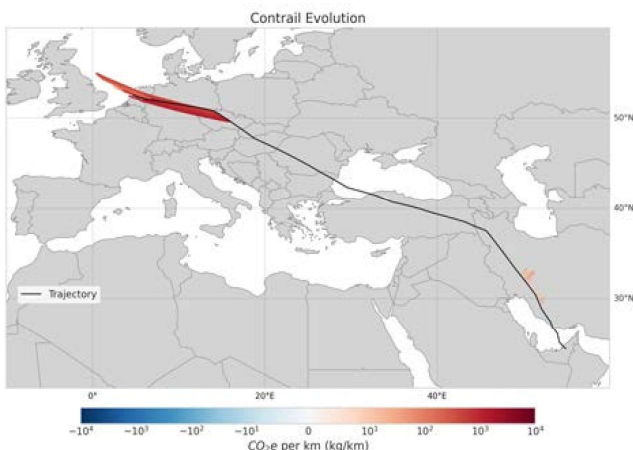 Contrail Evolution
50°N
40°N
30°N
Trajectory
0° 20°E 40°E
−10⁴ −10³ −10² −10¹ 0 10¹ 10² 10³ 10⁴
CO₂e per km (kg/km)